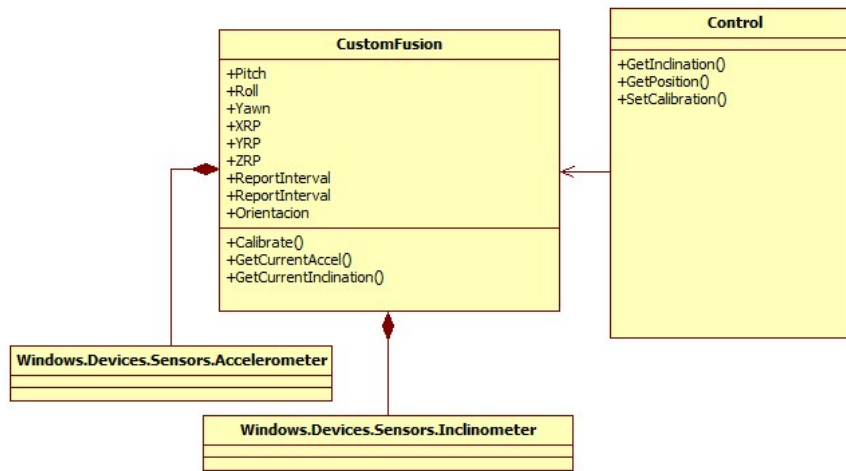 CustomFusion
+Pitch
+Roll
+Yawn
+XRP
+YRP
+ZRP
+ReportInterval
+ReportInterval
+Orientacion
+Calibrate()
+GetCurrentAccel()
+GetCurrentInclination()
Control
+GetInclination()
+GetPosition()
+SetCalibration()
Windows.Devices.Sensors.Accelerometer
Windows.Devices.Sensors.Inclinometer